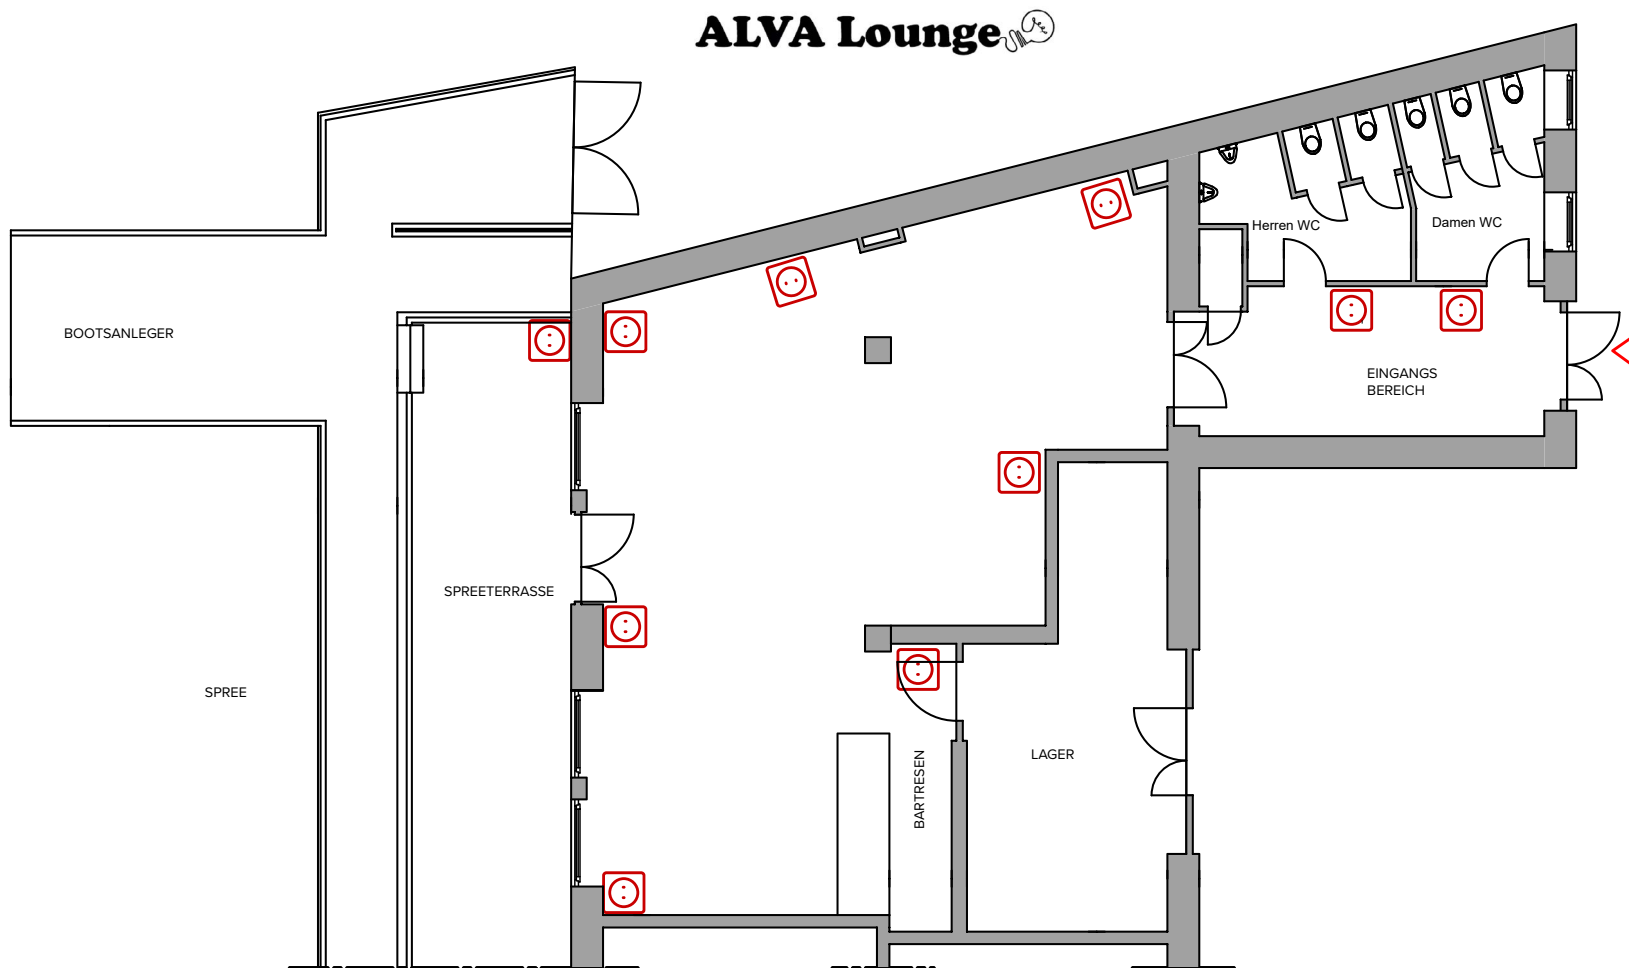 ALVA Lounge
Herren WC
Damen WC
BOOTSANLEGER
EINGANGS
BEREICH
SPREETERRASSE
SPREE
BARTRESEN
LAGER